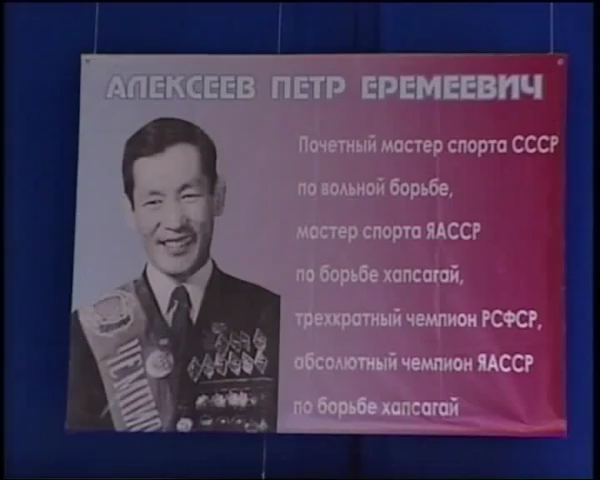 АЛЕКСЕЕВ ПЕТР ЕРЕМЕЕВИЧ
Почетный мастер спорта СССР
по вольной борьбе,
мастер спорта ЯАССР
по борьбе хапсагай,
трехкратный чемпион РСФСР,
абсолютный чемпион ЯАССР
по борьбе хапсагай
ЧЕМПИО